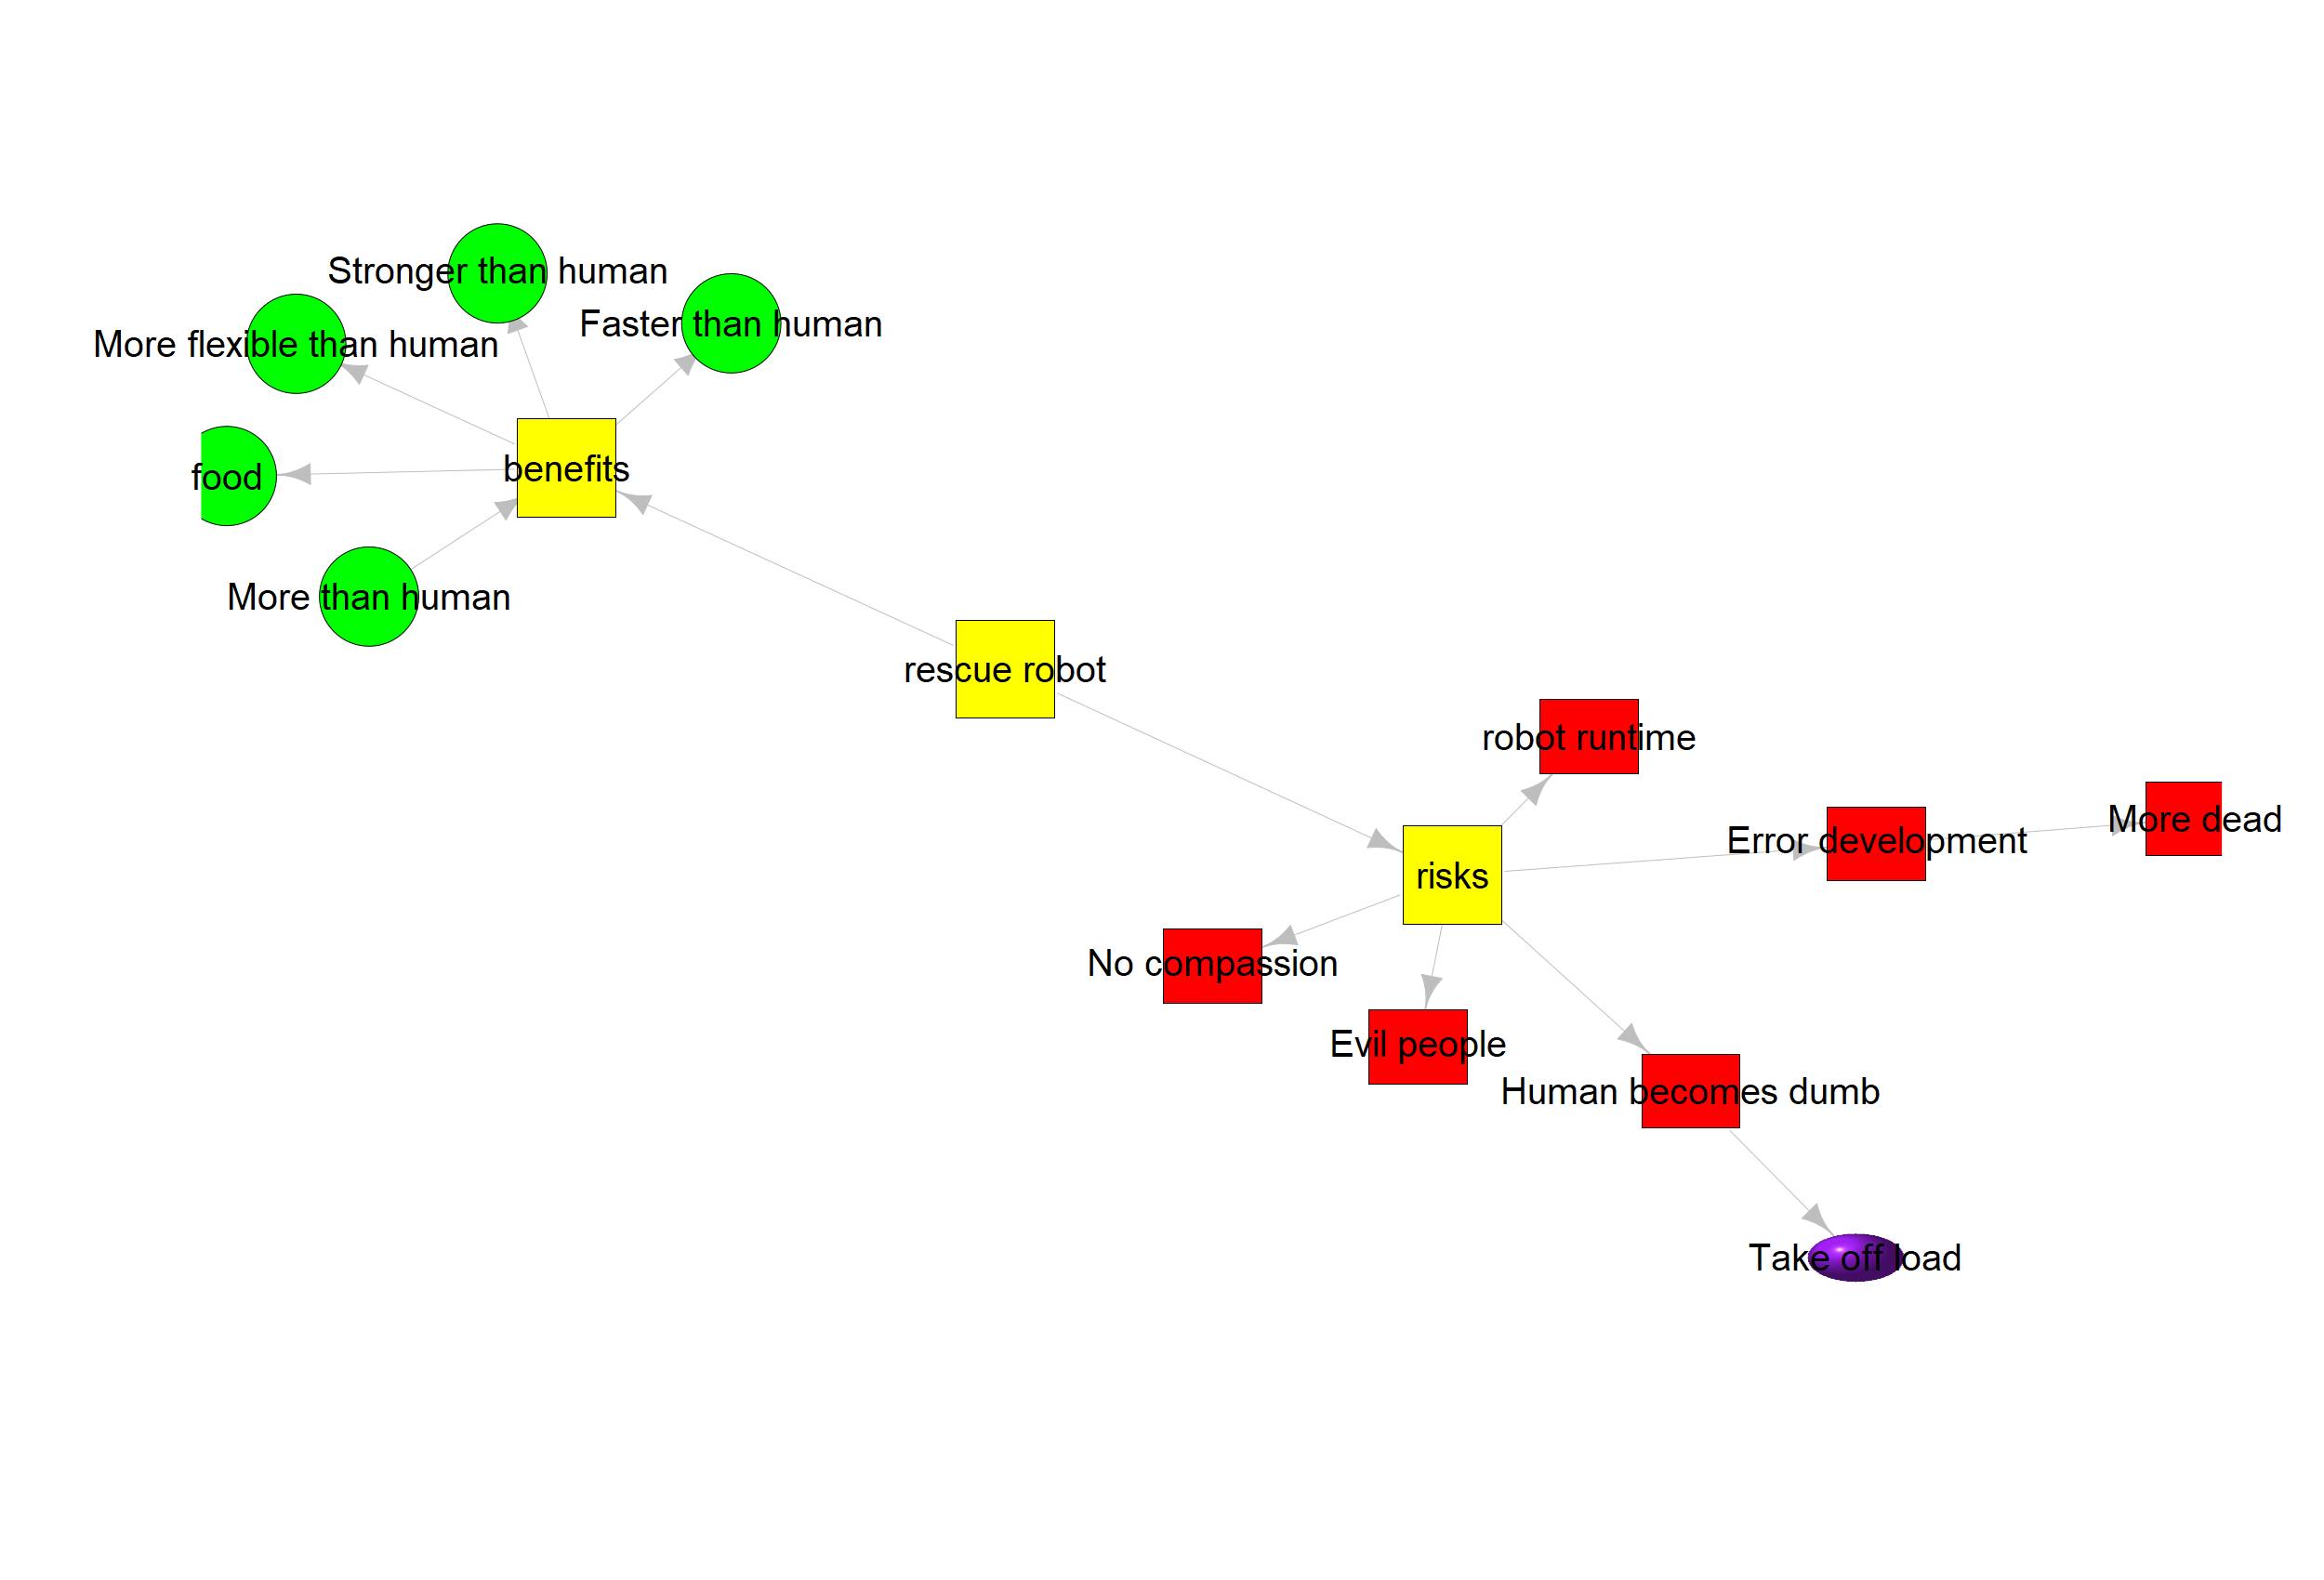 Stronger than human
Faster than human
More flexible than human
benefits
food
More than human
rescue robot
robot runtime
More dead
Error development
risks
No compassion
Evil people
Human becomes dumb
Take off load